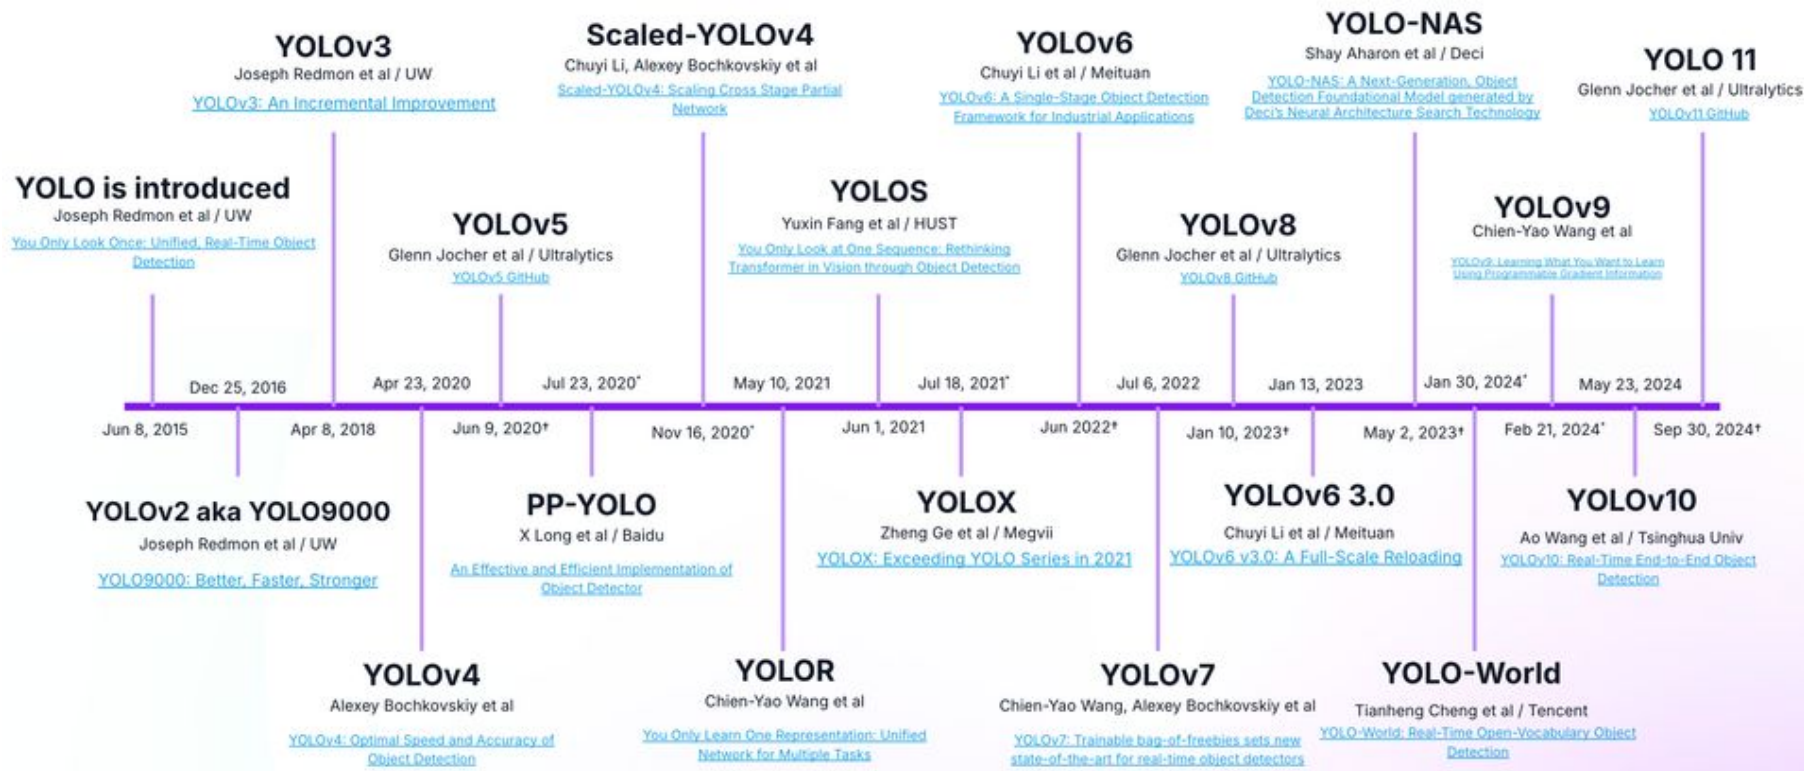 YOLO is introduced
Joseph Redmon et al / UW
You Only Look Once: Unified, Real-Time Object
Detection
YOLOv3
Joseph Redmon et al / UW
YOLOv3: An Incremental Improvement
YOLOv5
Glenn Jocher et al / Ultralytics
YOLOv5 GitHub
Scaled-YOLOv4
Chuyi Li, Alexey Bochkovskiy et al
Scaled-YOLOv4: Scaling Cross Stage Partial
Network
YOLOS
Yuxin Fang et al / HUST
You Only Look at One Sequence: Rethinking
Transformer in Vision through Object Detection
YOLOv6
Chuyi Li et al / Meituan
YOLOv6: A Single-Stage Object Detection
Framework for Industrial Applications
YOLOv8
Glenn Jocher et al / Ultralytics
YOLOv8 GitHub
YOLO-NAS
Shay Aharon et al / Deci
YOLO-NAS: A Next-Generation, Object
Detection Foundational Model generated by
Deci's Neural Architecture Search Technology
YOLOv9
Chien-Yao Wang et al
YOLOv9: Learning What You Want to Learn
Using Programmable Gradient Information
YOLO 11
Glenn Jocher et al / Ultralytics
YOLOv11 GitHub
Dec 25, 2016
Apr 23, 2020
Jul 23, 2020*
May 10, 2021
Jul 18, 2021*
Jul 6, 2022
Jan 13, 2023
Jan 30, 2024*
May 23, 2024
Jun 8, 2015
Apr 8, 2018
Jun 9, 2020†
Nov 16, 2020*
Jun 1, 2021
Jun 2022†
Jan 10, 2023†
May 2, 2023†
Feb 21, 2024*
Sep 30, 2024†
YOLOv2 aka YOLO9000
Joseph Redmon et al / UW
YOLO9000: Better, Faster, Stronger
YOLOv4
Alexey Bochkovskiy et al
YOLOv4: Optimal Speed and Accuracy of
Object Detection
PP-YOLO
X Long et al / Baidu
An Effective and Efficient Implementation of
Object Detector
YOLOR
Chien-Yao Wang et al
You Only Learn One Representation: Unified
Network for Multiple Tasks
YOLOX
Zheng Ge et al / Megvii
YOLOX: Exceeding YOLO Series in 2021
YOLOv7
Chien-Yao Wang, Alexey Bochkovskiy et al
YOLOv7: Trainable bag-of-freebies sets new
state-of-the-art for real-time object detectors
YOLOv6 3.0
Chuyi Li et al / Meituan
YOLOv6 v3.0: A Full-Scale Reloading
YOLO-World
Tianheng Cheng et al / Tencent
YOLO-World: Real-Time Open-Vocabulary Object
Detection
YOLOv10
Ao Wang et al / Tsinghua Univ
YOLOv10: Real-Time End-to-End Object
Detection